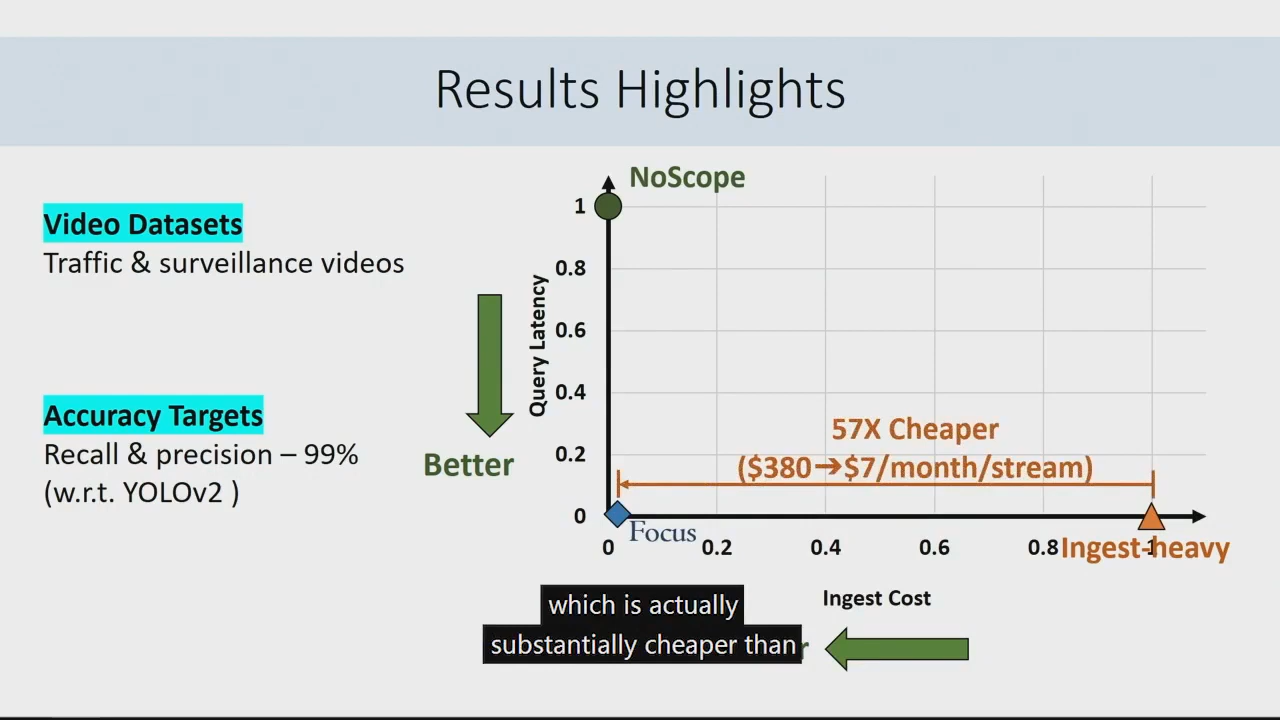 Results Highlights
Video Datasets
Traffic & surveillance videos
Accuracy Targets
Recall & precision – 99%
(w.r.t. YOLOv2 )
Better
NoScope
Query Latency
1
0.8
0.6
0.4
0.2
0
57X Cheaper
($380➔$7/month/stream)
Focus
0
0.2
0.4
0.6
0.8
1
Ingest-heavy
Ingest Cost
which is actually
substantially cheaper than